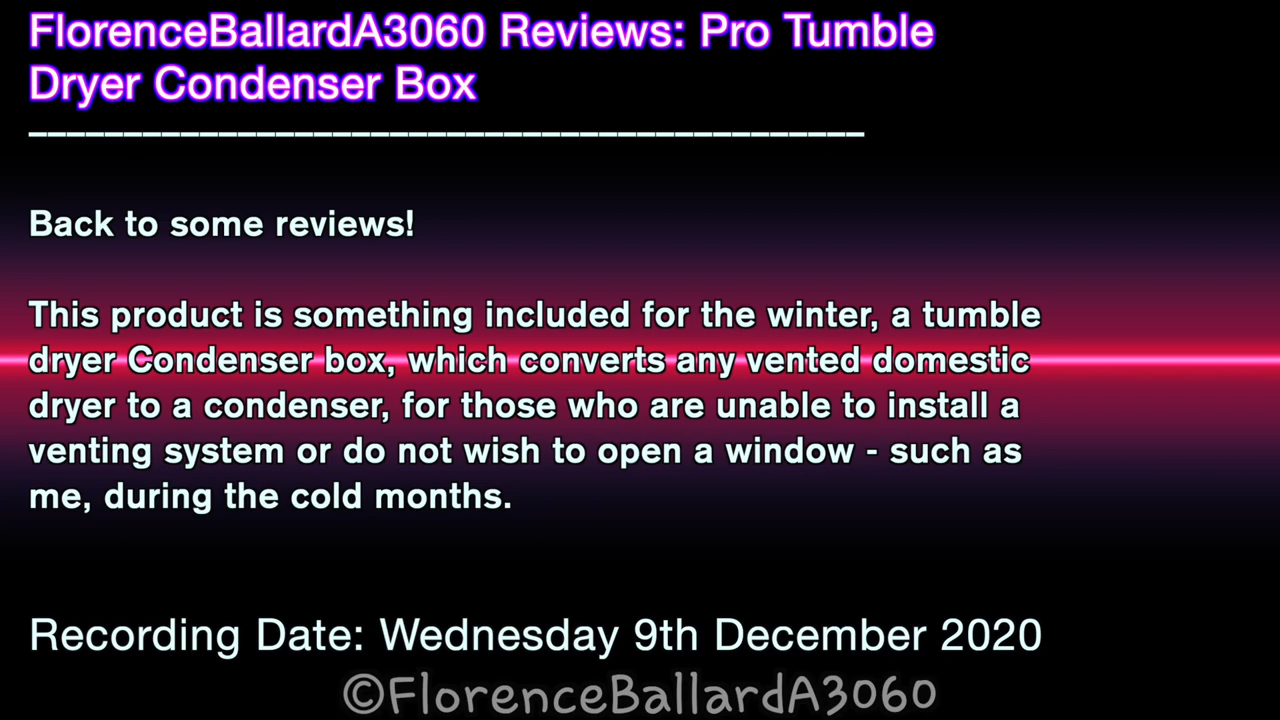 FlorenceBallardA3060 Reviews: Pro Tumble
Dryer Condenser Box
____________________________________________
Back to some reviews!
This product is something included for the winter, a tumble
dryer Condenser box, which converts any vented domestic
dryer to a condenser, for those who are unable to install a
venting system or do not wish to open a window - such as
me, during the cold months.
Recording Date: Wednesday 9th December 2020
©FlorenceBallardA3060